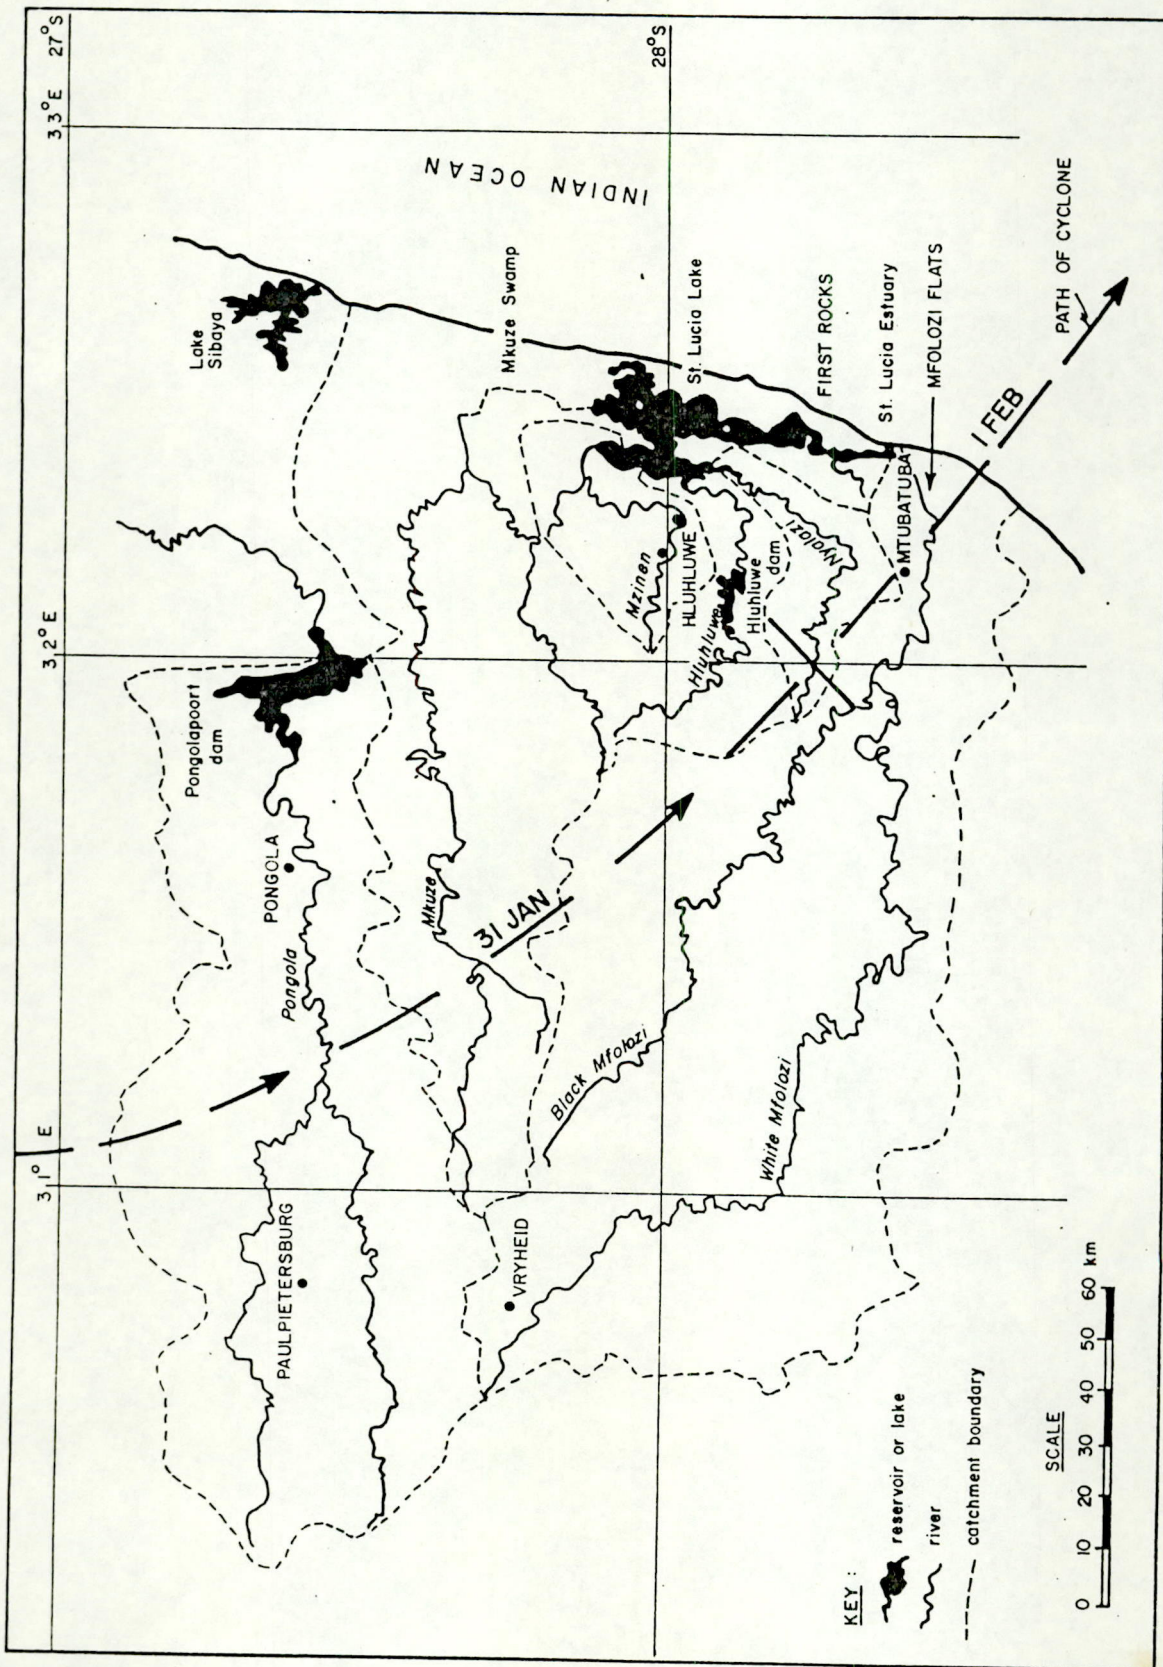 31° E
32° E
33° E
27°S
28°S
INDIAN OCEAN
Lake
Sibaya
Pongolapoort
dam
PONGOLA
Pongola
PAULPIETERSBURG
Mkuze Swamp
Mkuze
31 JAN
VRYHEID
St. Lucia Lake
Mzinen
HLUHLUWE
Hluhluwe
Hluhluwe
dam
Nyalazi
FIRST ROCKS
St. Lucia Estuary
MTUBATUBA
MFOLOZI FLATS
1 FEB
PATH OF CYCLONE
Black Mfolozi
White Mfolozi
KEY :
reservoir or lake
river
catchment boundary
SCALE
0 10 20 30 40 50 60 km